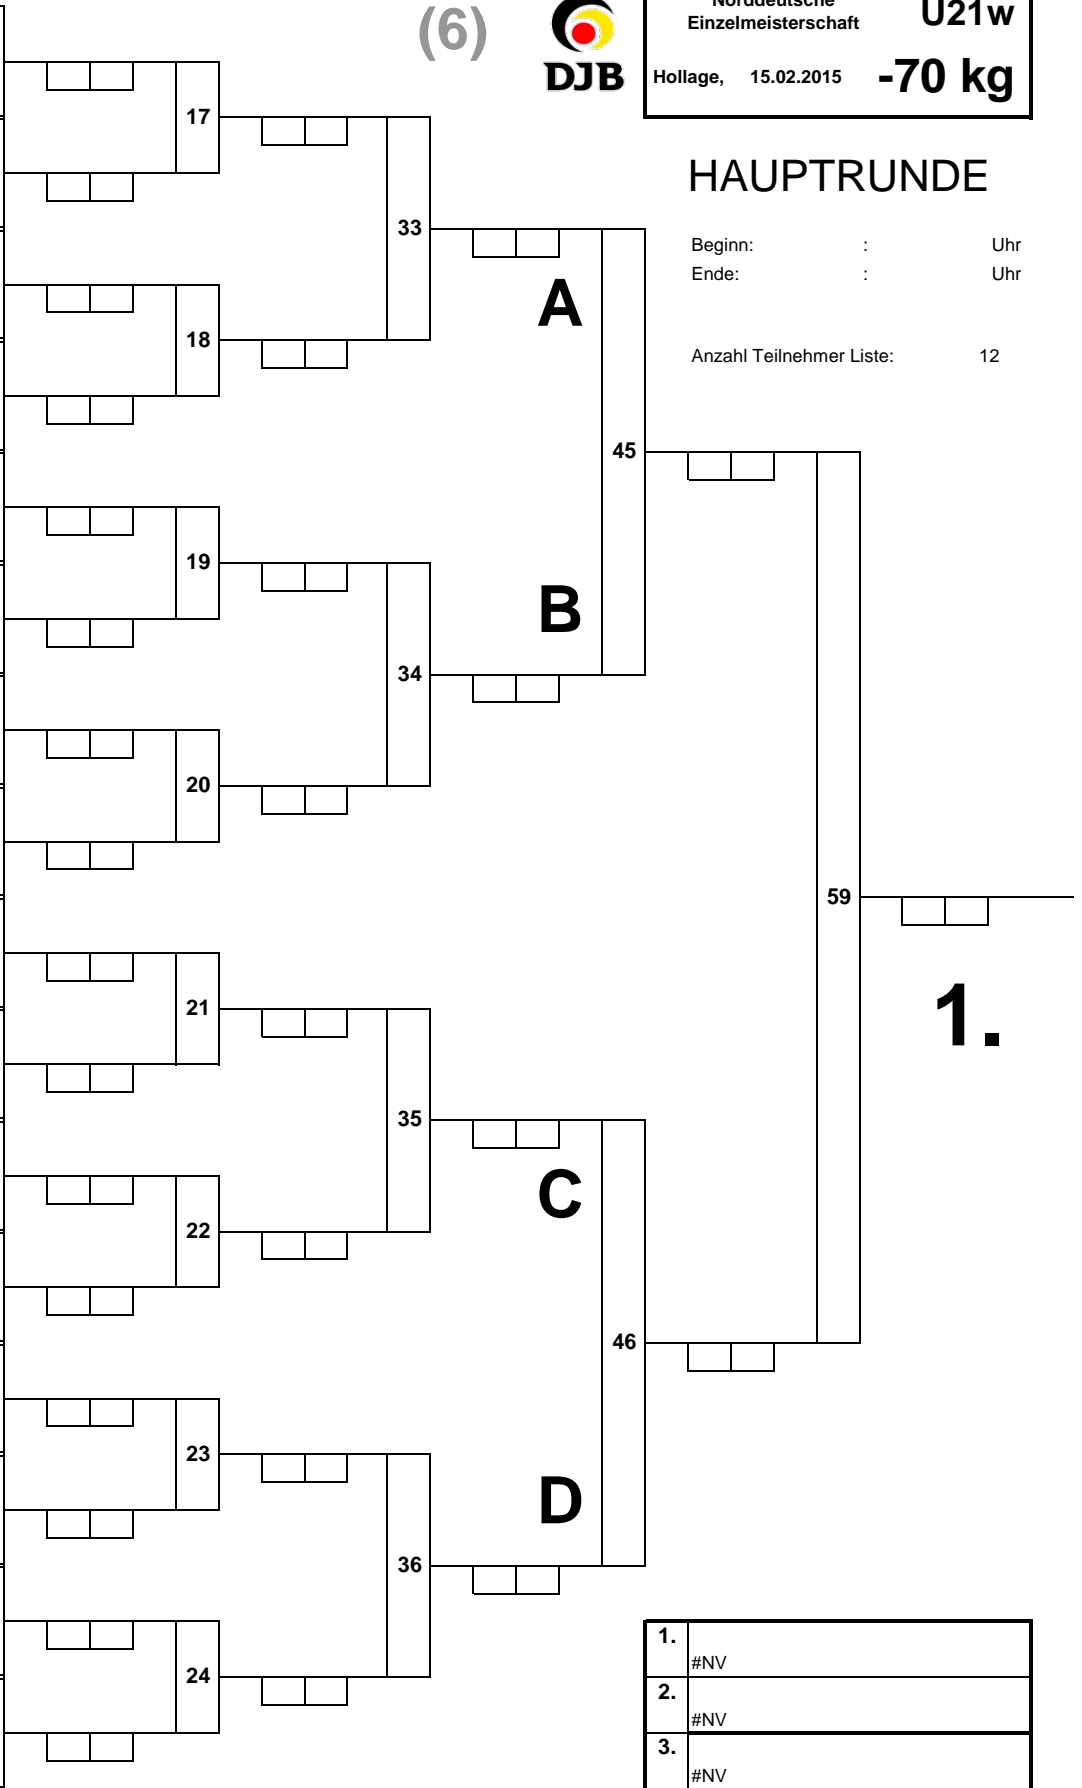 (6)
DJB
Norddeutsche
Einzelmeisterschaft
U21w
Hollage, 15.02.2015 -70 kg
HAUPTRUNDE
Beginn: : Uhr
Ende: : Uhr
Anzahl Teilnehmer Liste: 12
17
33
A
18
45
19
B
34
20
59
21
1.
35
C
22
46
23
D
36
24
1.
#NV
2.
#NV
3.
#NV